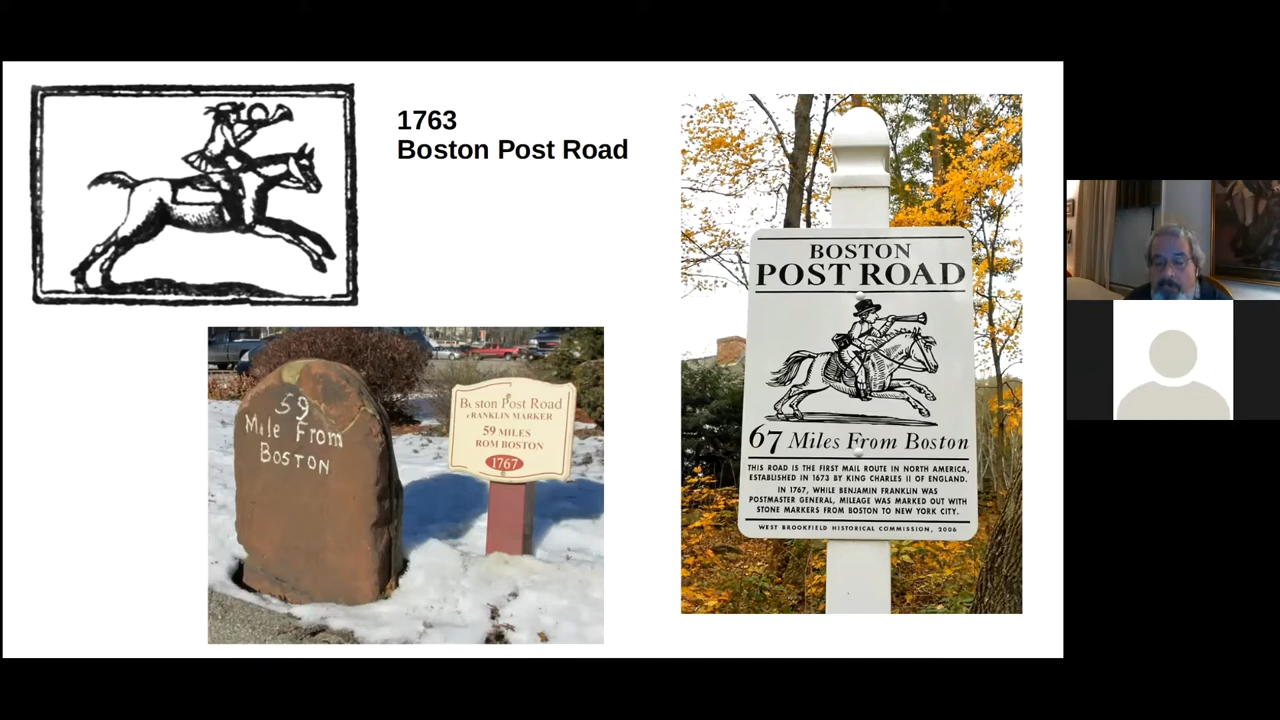 1763
Boston Post Road
59
Mile From
BOSTON
Boston Post Road
RANKLIN MARKER
59 MILES
ROM BOSTON
1767
BOSTON
POST ROAD
67 Miles From Boston
THIS ROAD IS THE FIRST MAIL ROUTE IN NORTH AMERICA,
ESTABLISHED IN 1673 BY KING CHARLES II OF ENGLAND.
IN 1767, WHILE BENJAMIN FRANKLIN WAS
POSTMASTER GENERAL, MILEAGE WAS MARKED OUT WITH
STONE MARKERS FROM BOSTON TO NEW YORK CITY.
WEST BROOKFIELD HISTORICAL COMMISSION, 2006